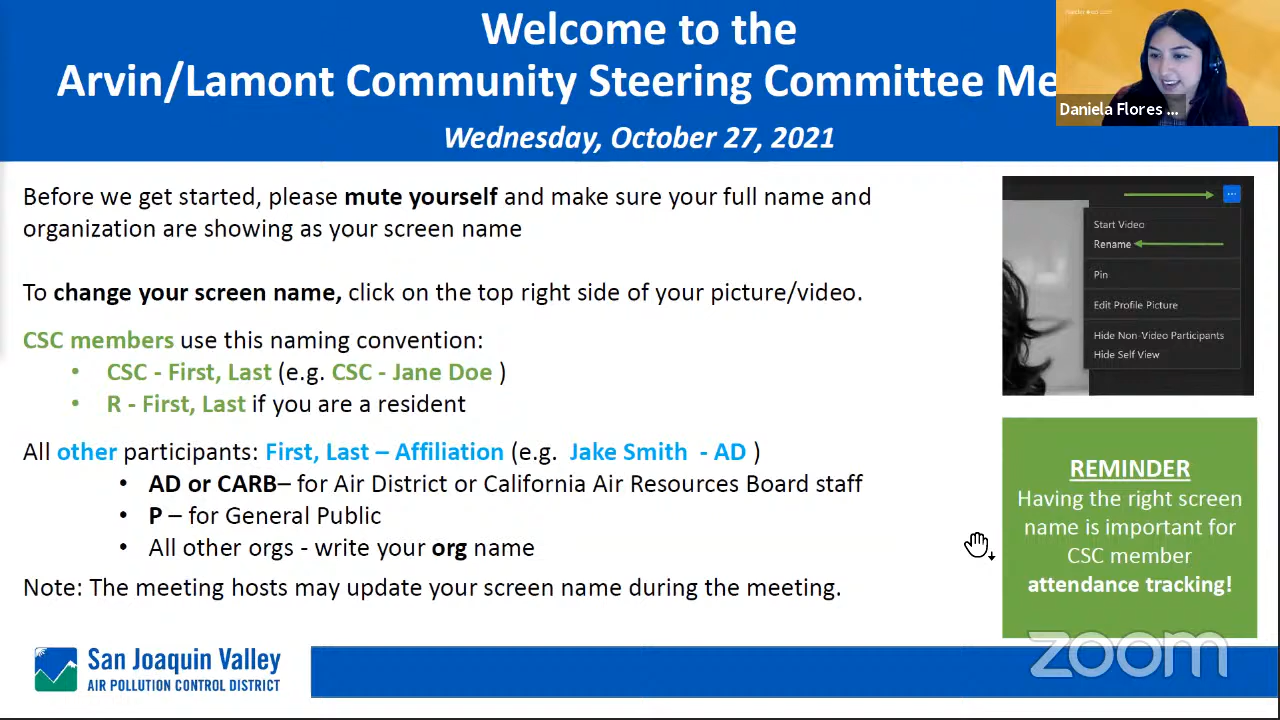 Welcome to the
Arvin/Lamont Community Steering Committee Me
Wednesday, October 27, 2021
Daniela Flores ...
Before we get started, please mute yourself and make sure your full name and
organization are showing as your screen name
To change your screen name, click on the top right side of your picture/video.
CSC members use this naming convention:
• CSC - First, Last (e.g. CSC - Jane Doe )
• R - First, Last if you are a resident
All other participants: First, Last – Affiliation (e.g. Jake Smith - AD )
• AD or CARB– for Air District or California Air Resources Board staff
• P – for General Public
• All other orgs - write your org name
Note: The meeting hosts may update your screen name during the meeting.
...
Start Video
Rename
Pin
Edit Profile Picture
Hide Non-Video Participants
Hide Self View
REMINDER
Having the right screen
name is important for
CSC member
attendance tracking!
San Joaquin Valley
AIR POLLUTION CONTROL DISTRICT
zoom